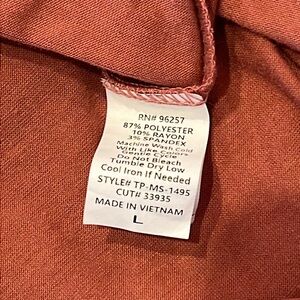 RN# 96257
87% POLYESTER
10% RAYON
3% SPANDEX
Machine Wash Cold
With Like Colors
Gentle Cycle
Do Not Bleach
Tumble Dry Low
Cool Iron If Needed
STYLE# TP-MS-1495
CUT# 33935
MADE IN VIETNAM
L